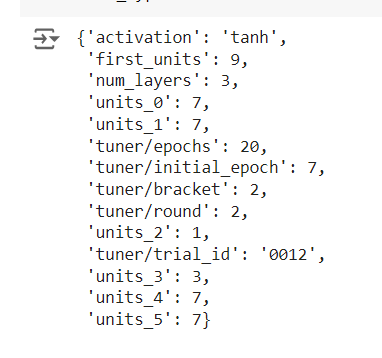 {'activation': 'tanh',
'first_units': 9,
'num_layers': 3,
'units_0': 7,
'units_1': 7,
'tuner/epochs': 20,
'tuner/initial_epoch': 7,
'tuner/bracket': 2,
'tuner/round': 2,
'units_2': 1,
'tuner/trial_id': '0012',
'units_3': 3,
'units_4': 7,
'units_5': 7}